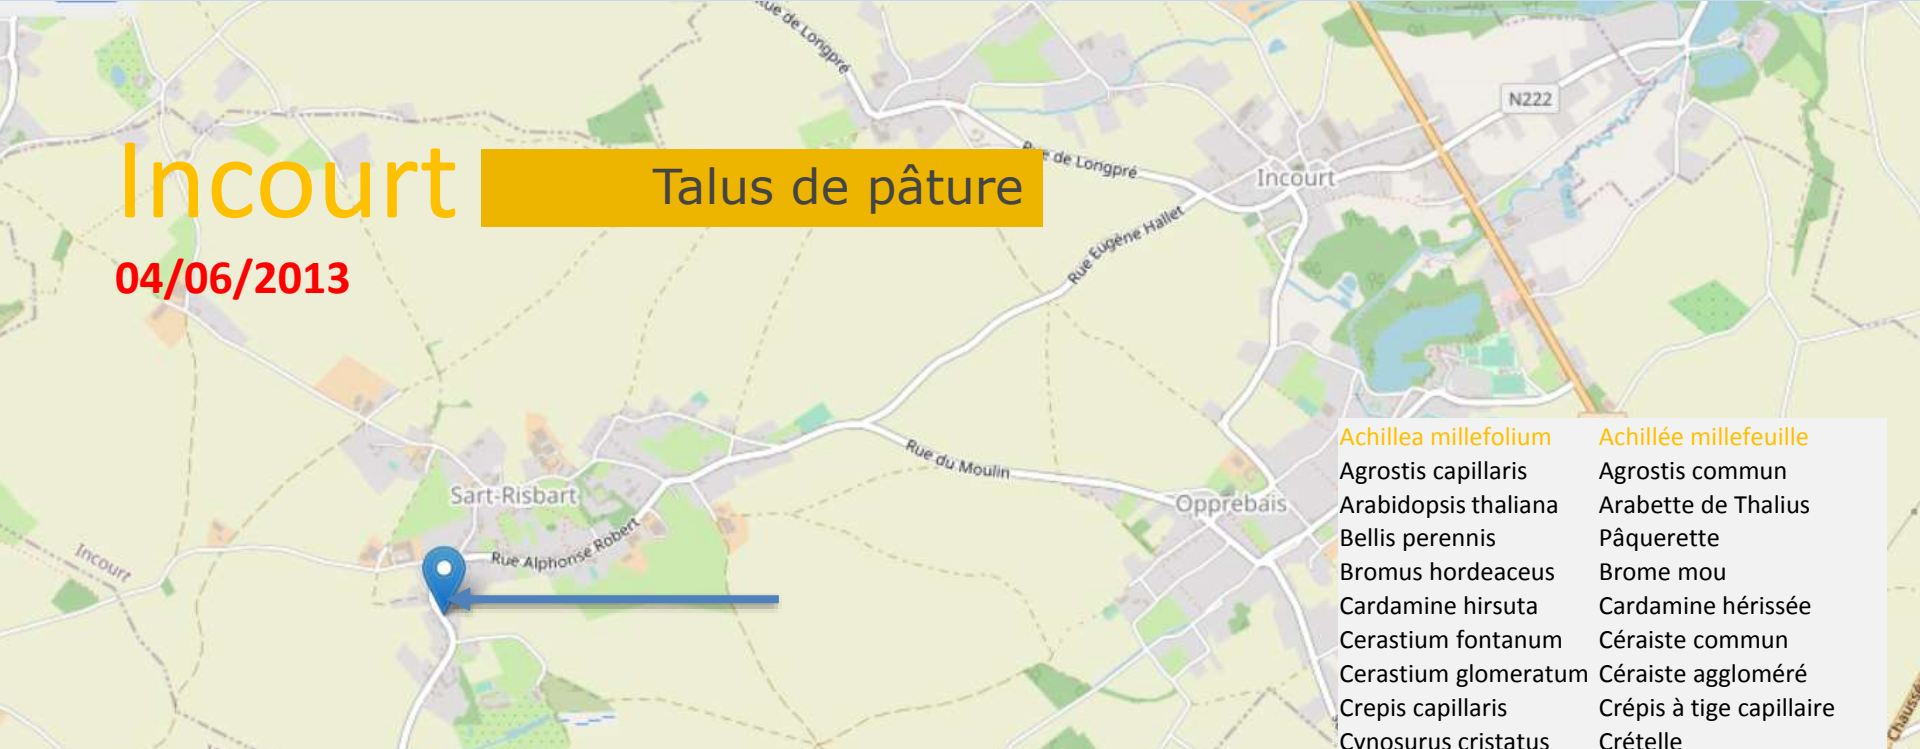 Rue de Longpré
N222
Incourt
Talus de pâture
Rue de Longpré
Incourt
Rue Eugène Hallet
04/06/2013
Rue du Moulin
Sart-Risbart
Opprebais
Rue Alphonse Robert
Incourt
Achillea millefolium Achillée millefeuille
Agrostis capillaris Agrostis commun
Arabidopsis thaliana Arabette de Thalius
Bellis perennis Pâquerette
Bromus hordeaceus Brome mou
Cardamine hirsuta Cardamine hérissée
Cerastium fontanum Céraiste commun
Cerastium glomeratum Céraiste aggloméré
Crepis capillaris Crépis à tige capillaire
Cynosurus cristatus Crételle